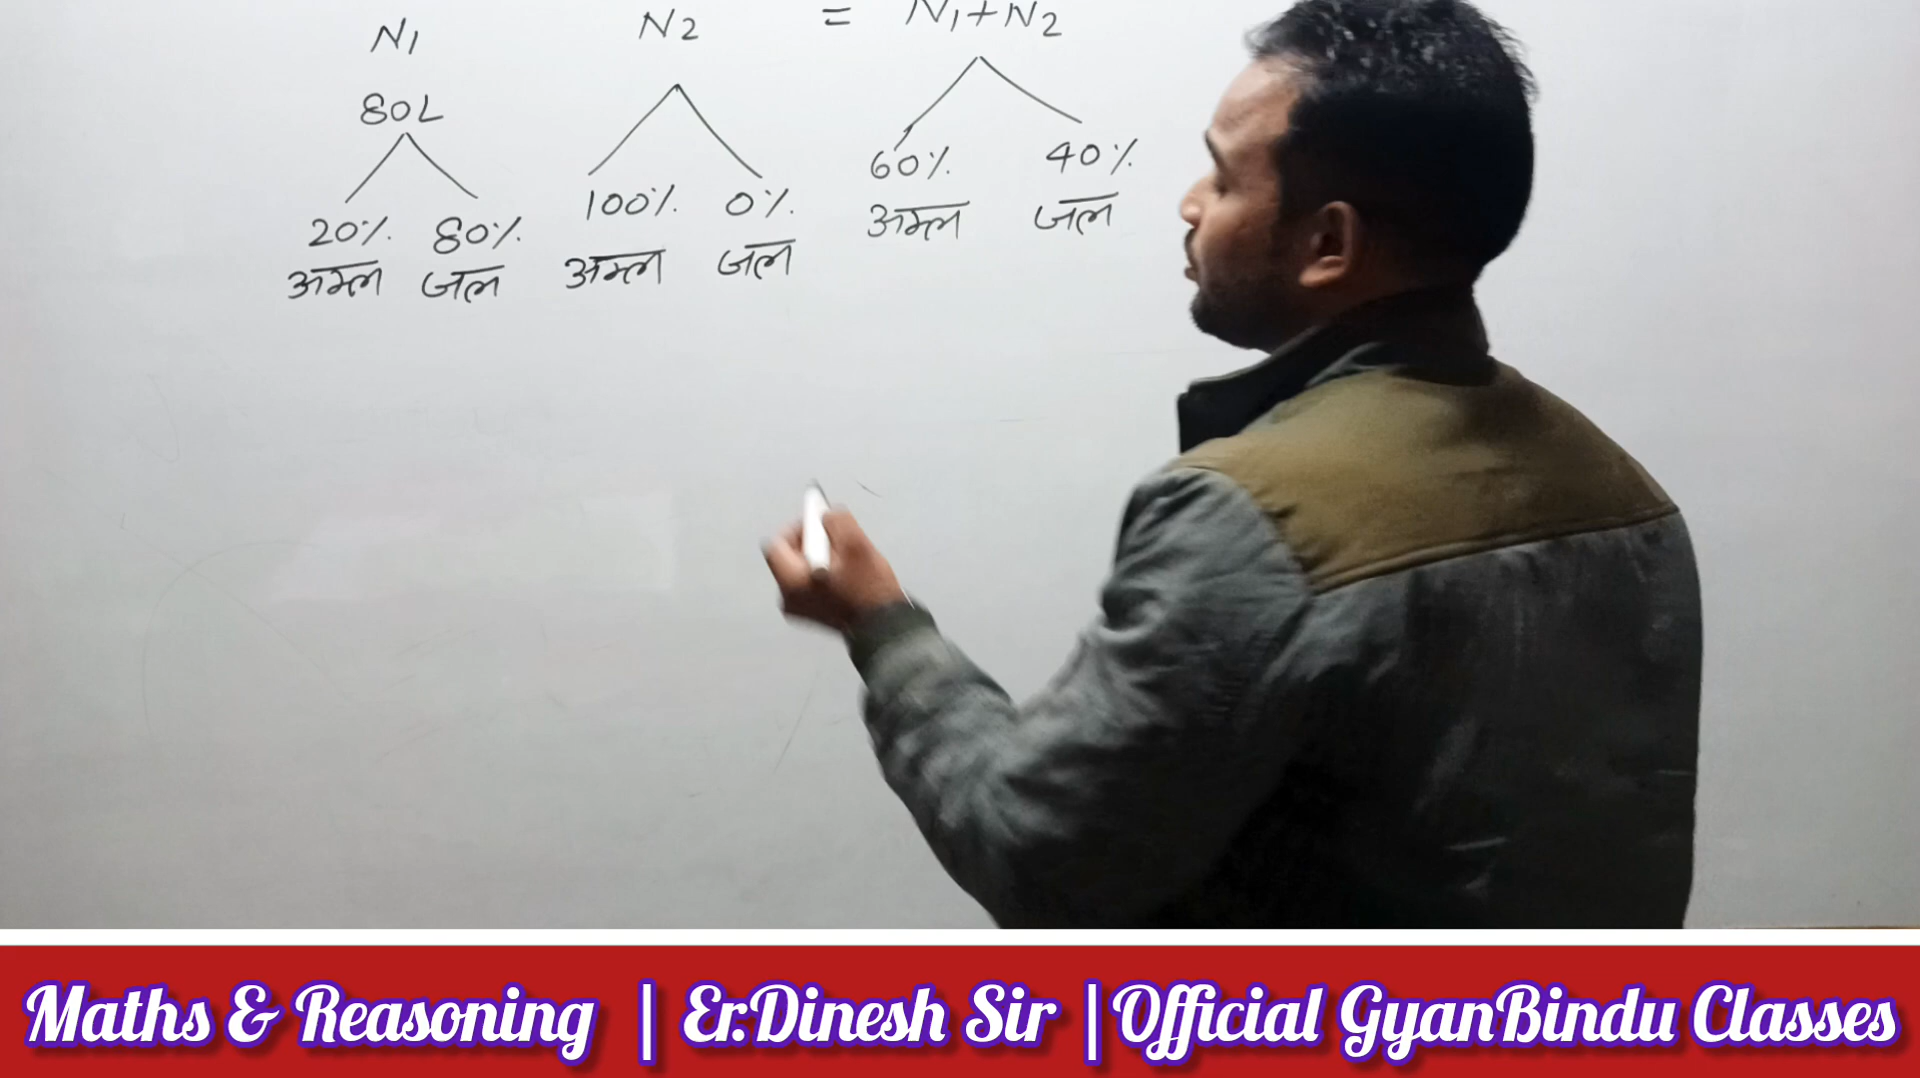 N1 N2 = N1+N2
80L
20% 80% 100% 0% 60% 40%
अम्ल जल अम्ल जल अम्ल जल
Maths & Reasoning | Er.Dinesh Sir | Official GyanBindu Classes